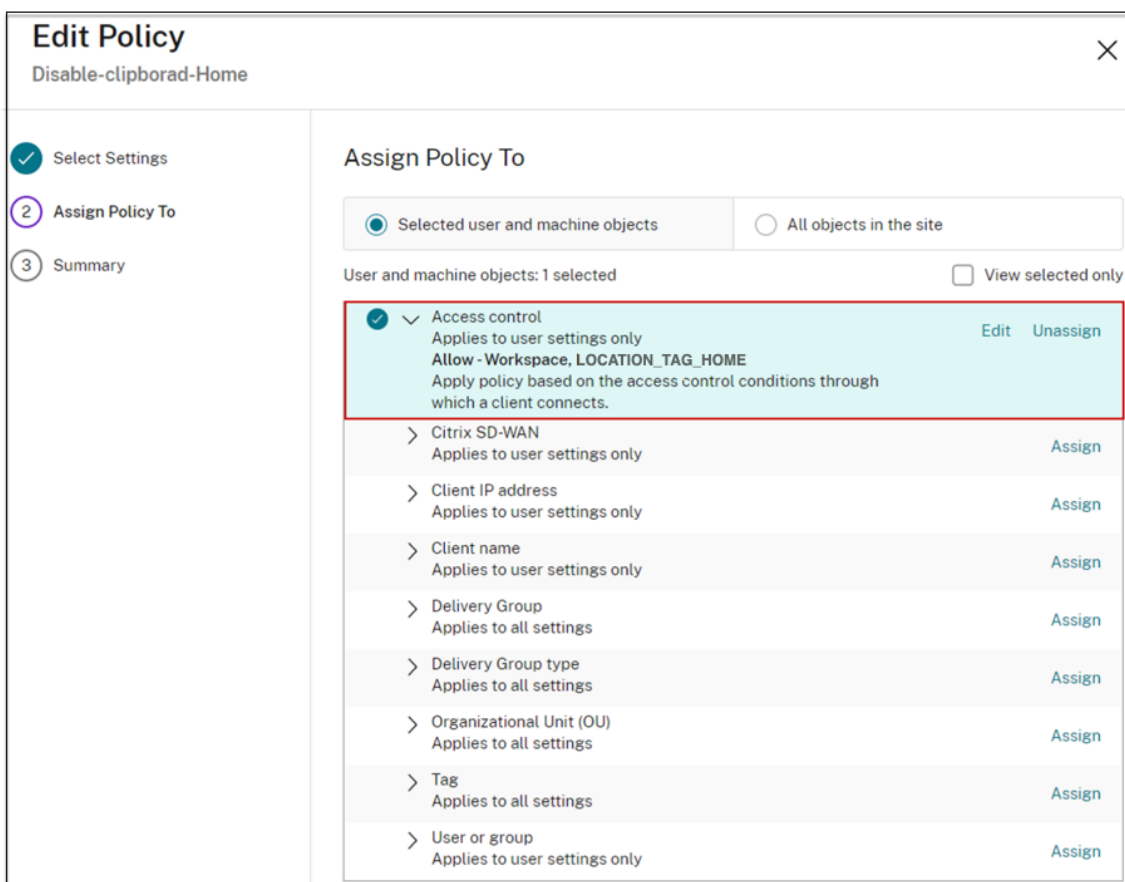 Edit Policy
Disable-clipborad-Home
Select Settings
2 Assign Policy To
3 Summary
Assign Policy To
Selected user and machine objects
All objects in the site
User and machine objects: 1 selected
View selected only
Access control
Applies to user settings only
Allow - Workspace, LOCATION_TAG_HOME
Apply policy based on the access control conditions through
which a client connects.
Edit Unassign
Citrix SD-WAN
Applies to user settings only
Assign
Client IP address
Applies to user settings only
Assign
Client name
Applies to user settings only
Assign
Delivery Group
Applies to all settings
Assign
Delivery Group type
Applies to all settings
Assign
Organizational Unit (OU)
Applies to all settings
Assign
Tag
Applies to all settings
Assign
User or group
Applies to user settings only
Assign